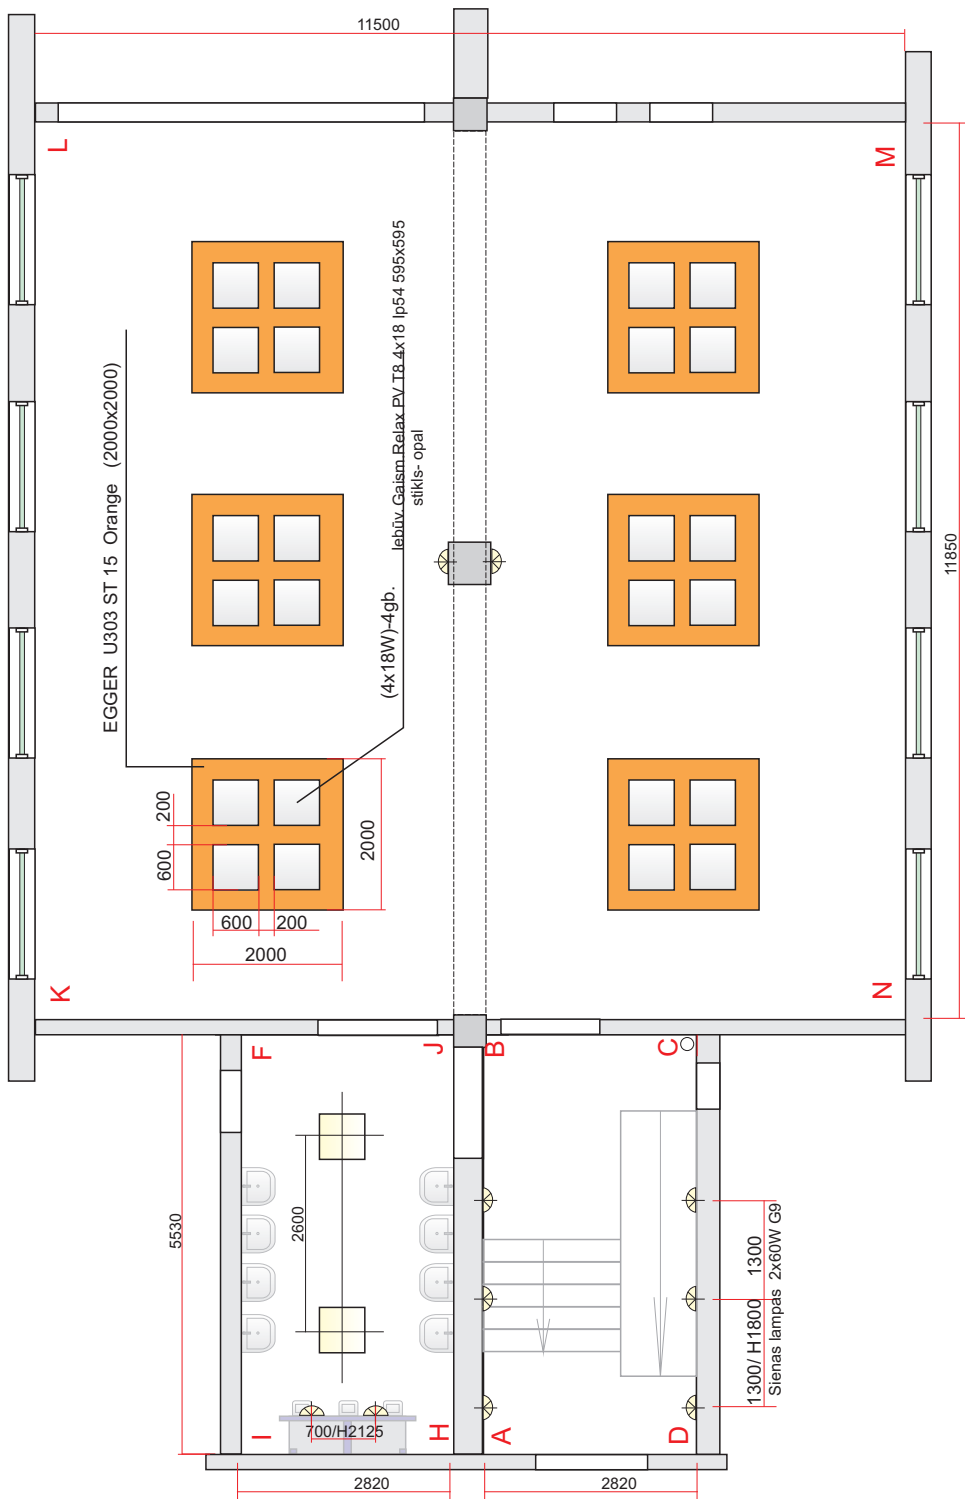 11500
L
M
EGGER U303 ST 15 Orange (2000x2000)
Iebūv. Gaism.Relax PV T8 4x18 Ip54 595x595
stikls- opal
(4x18W)-4gb.
11850
200
600
2000
600
200
2000
K
N
F
J
B
C
5530
2600
1300/ H1800 1300
Sienas lampas 2x60W G9
I
700/H2125
H
A
D
2820
2820